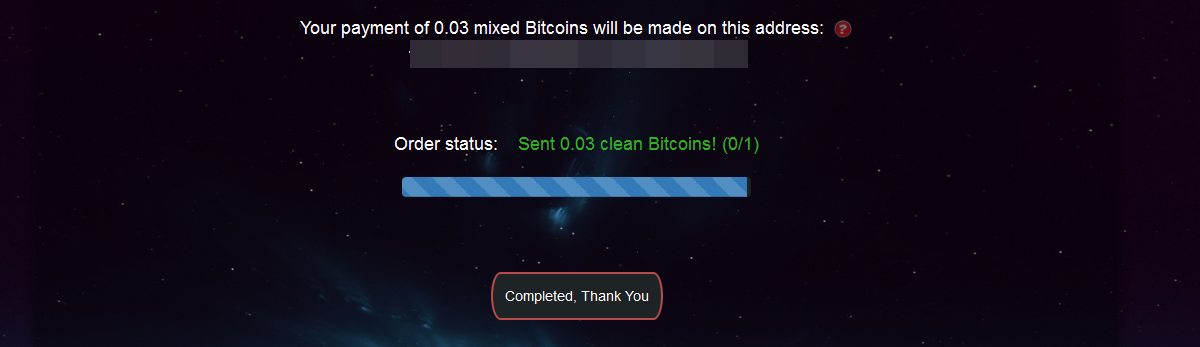 Your payment of 0.03 mixed Bitcoins will be made on this address: ?
Order status: Sent 0.03 clean Bitcoins! (0/1)
Completed, Thank You